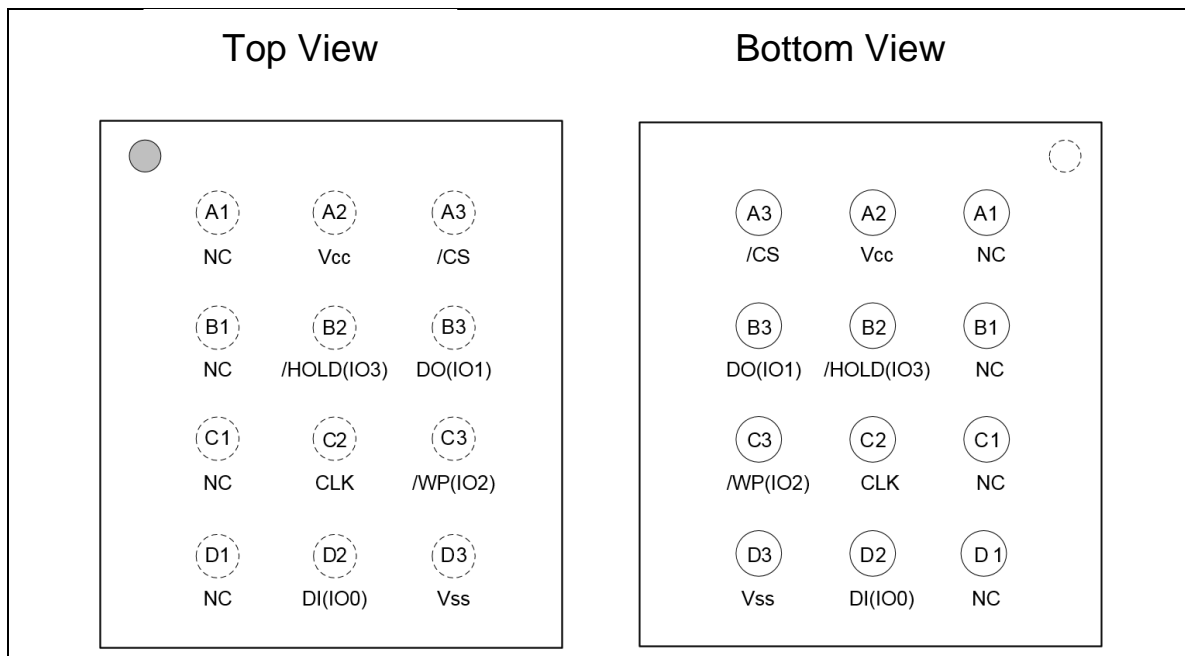 Top View
A1 A2 A3
NC Vcc /CS
B1 B2 B3
NC /HOLD(IO3) DO(IO1)
C1 C2 C3
NC CLK /WP(IO2)
D1 D2 D3
NC DI(IO0) Vss
Bottom View
A3 A2 A1
/CS Vcc NC
B3 B2 B1
DO(IO1) /HOLD(IO3) NC
C3 C2 C1
/WP(IO2) CLK NC
D3 D2 D 1
Vss DI(IO0) NC